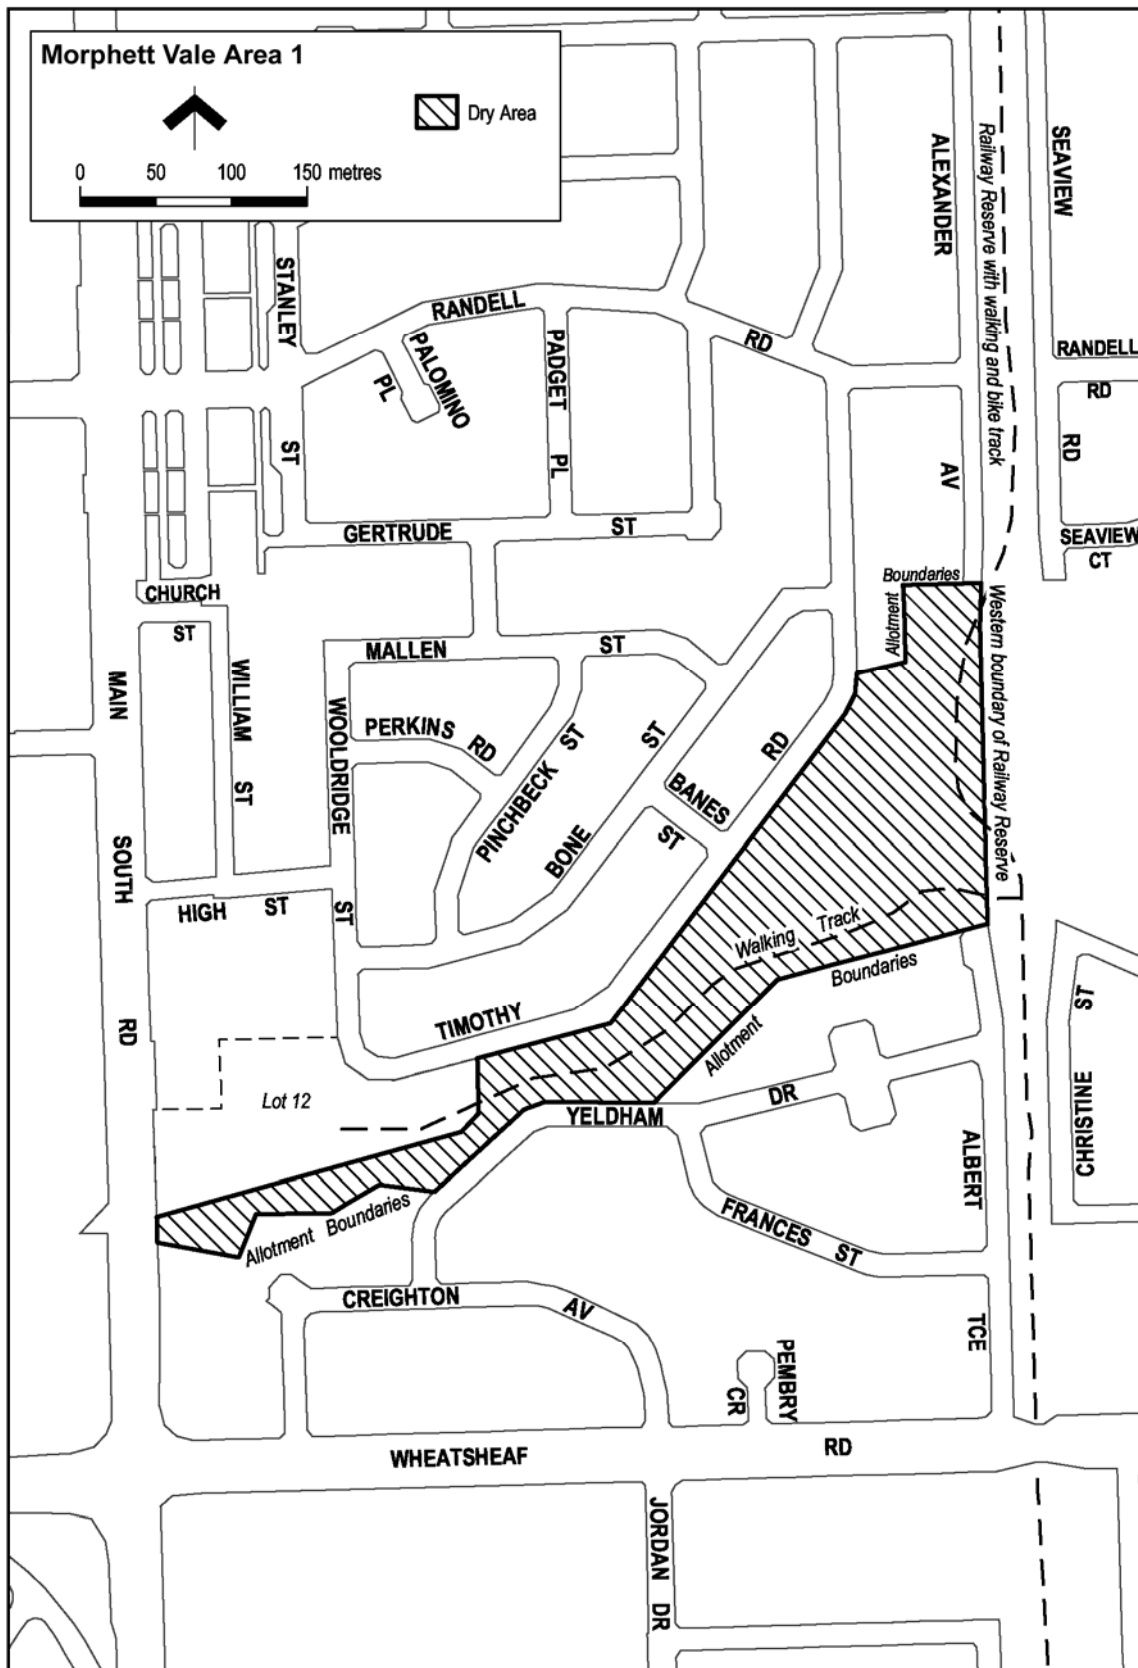 Morphett Vale Area 1
Dry Area
0 50 100 150 metres
SEAVIEW
ALEXANDER
Railway Reserve with walking and bike track
STANLEY
RANDELL
RD
PALOMINO
PL
PADGET
PL
RANDELL
RD
RD
ST
AV
GERTRUDE
ST
SEAVIEW
CT
Boundaries
Allotment
Western boundary of Railway Reserve
CHURCH
ST
MALLEN
ST
WILLIAM
ST
MAIN
SOUTH
RD
WOOLDRIDGE
ST
PERKINS
RD
PINCHBECK
ST
BONE
ST
BANES
ST
RD
HIGH
ST
Walking
Track
Boundaries
Allotment
TIMOTHY
Lot 12
YELDHAM
DR
ST
CHRISTINE
ALBERT
TCE
FRANCES
ST
Allotment
Boundaries
CREIGHTON
AV
PEMBRY
CR
WHEATSHEAF
RD
JORDAN
DR